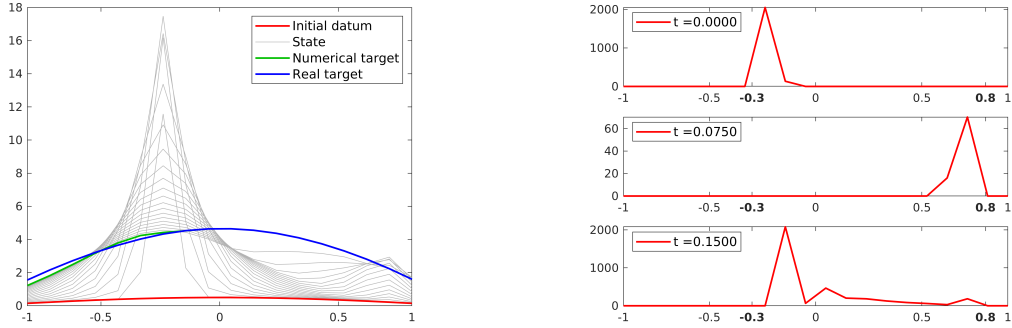 18
16
14
12
10
8
6
4
2
0
-1 -0.5 0 0.5 1
Initial datum
State
Numerical target
Real target
2000
1000
0
t =0.0000
-1 -0.5 -0.3 0 0.5 0.8 1
60
40
20
0
t =0.0750
-1 -0.5 -0.3 0 0.5 0.8 1
2000
1000
0
t =0.1500
-1 -0.5 -0.3 0 0.5 0.8 1